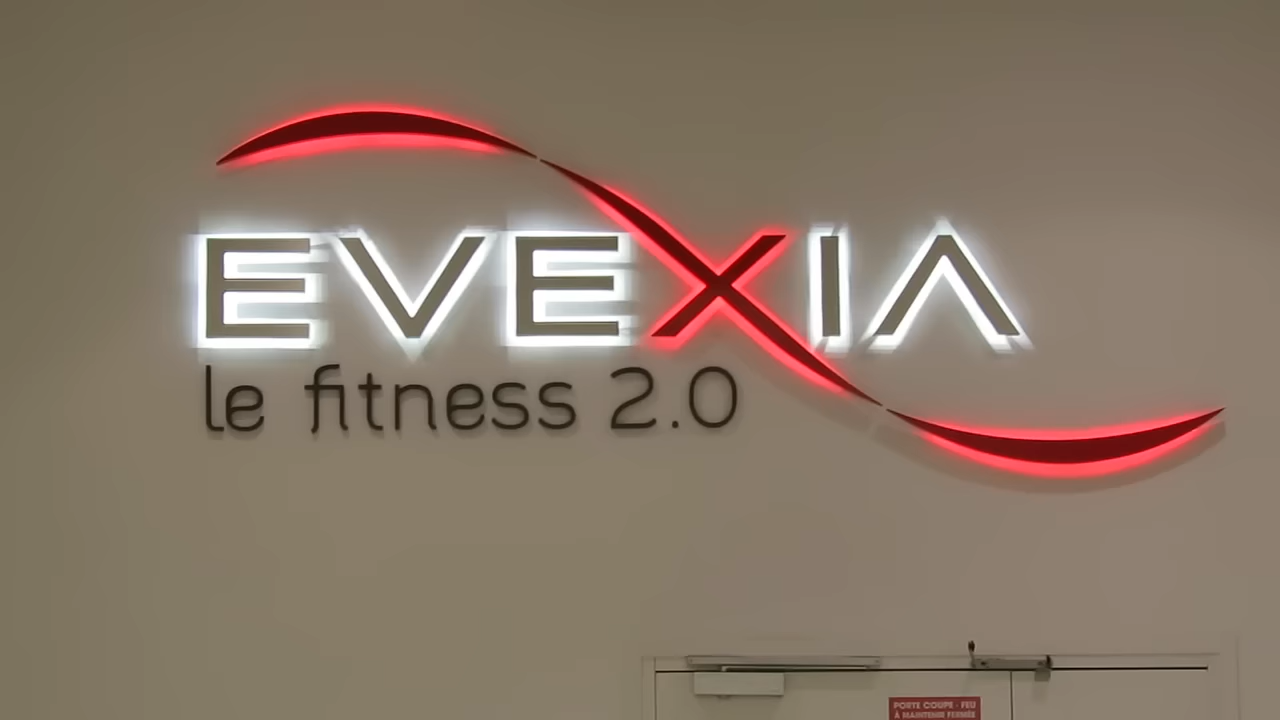 EVEXIA
le fitness 2.0
PORTE COUPE - FEU
À MAINTENIR FERMÉE